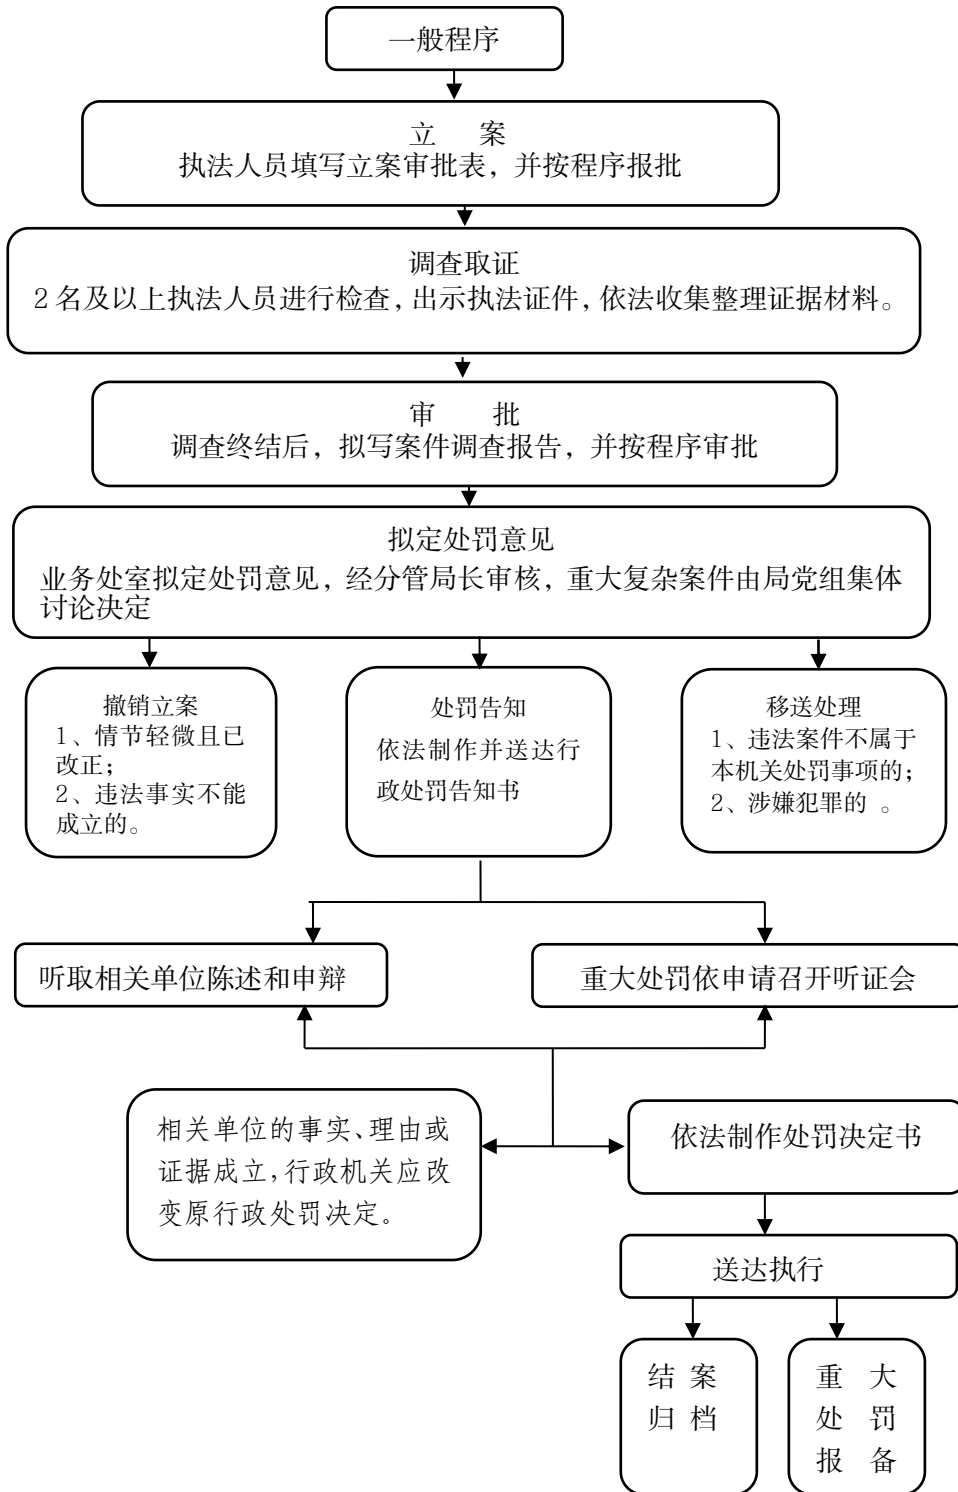 一般程序
立 案
执法人员填写立案审批表，并按程序报批
调查取证
2 名及以上执法人员进行检查，出示执法证件，依法收集整理证据材料。
审 批
调查终结后，拟写案件调查报告，并按程序审批
拟定处罚意见
业务处室拟定处罚意见，经分管局长审核，重大复杂案件由局党组集体
讨论决定
撤销立案
1、情节轻微且已
改正；
2、违法事实不能
成立的。
处罚告知
依法制作并送达行
政处罚告知书
移送处理
1、违法案件不属于
本机关处罚事项的；
2、涉嫌犯罪的 。
听取相关单位陈述和申辩
重大处罚依申请召开听证会
相关单位的事实、理由或
证据成立，行政机关应改
变原行政处罚决定。
依法制作处罚决定书
送达执行
结 案
归 档
重 大
处 罚
报 备